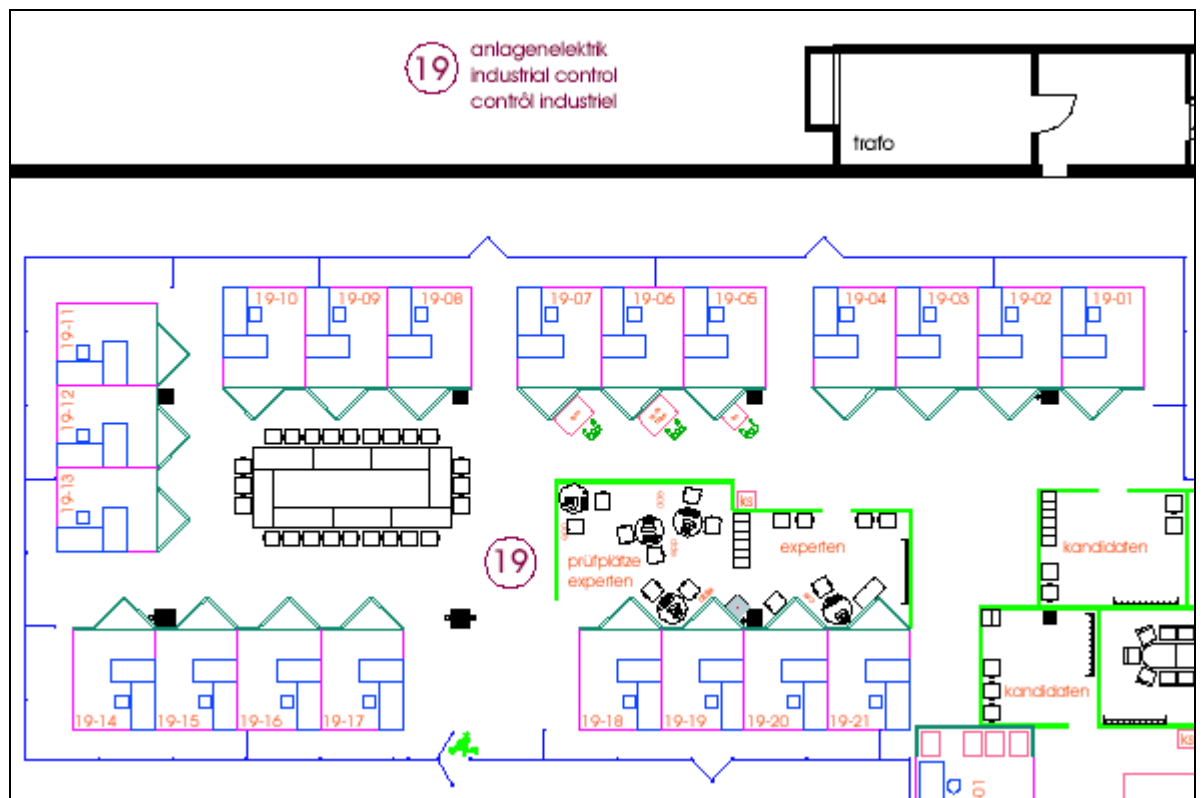 19
anlagenelektrik
industrial control
contrôl industriel
trafo
19-10
19-09
19-08
19-07
19-06
19-05
19-04
19-03
19-02
19-01
19-11
19-12
19-13
ks
19
prüfplätze
experten
experten
kandidaten
kandidaten
19-14
19-15
19-16
19-17
19-18
19-19
19-20
19-21
ks
01